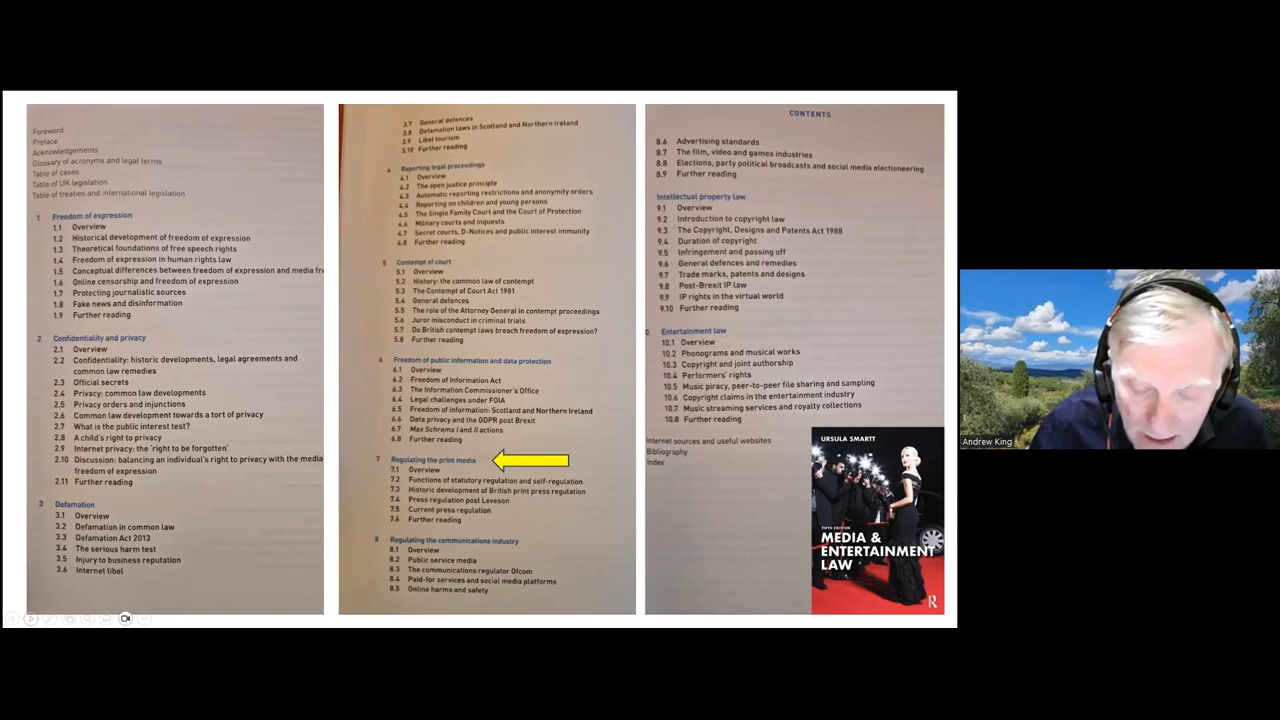 Foreword
Preface
Acknowledgements
Glossary of acronyms and legal terms
Table of cases
Table of UK legislation
Table of treaties and international legislation
1 Freedom of expression
1.1 Overview
1.2 Historical development of freedom of expression
1.3 Theoretical foundations of free speech rights
1.4 Freedom of expression in human rights law
1.5 Conceptual differences between freedom of expression and media fre
1.6 Online censorship and freedom of expression
1.7 Protecting journalistic sources
1.8 Fake news and disinformation
1.9 Further reading
2 Confidentiality and privacy
2.1 Overview
2.2 Confidentiality: historic developments, legal agreements and
common law remedies
2.3 Official secrets
2.4 Privacy: common law developments
2.5 Privacy orders and injunctions
2.6 Common law development towards a tort of privacy
2.7 What is the public interest test?
2.8 A child's right to privacy
2.9 Internet privacy: the 'right to be forgotten'
2.10 Discussion: balancing an individual's right to privacy with the media
freedom of expression
2.11 Further reading
3 Defamation
3.1 Overview
3.2 Defamation in common law
3.3 Defamation Act 2013
3.4 The serious harm test
3.5 Injury to business reputation
3.6 Internet libel
3.7 General defences
3.8 Defamation laws in Scotland and Northern Ireland
3.9 Libel tourism
3.10 Further reading
4 Reporting legal proceedings
4.1 Overview
4.2 The open justice principle
4.3 Automatic reporting restrictions and anonymity orders
4.4 Reporting on children and young persons
4.5 The Single Family Court and the Court of Protection
4.6 Military courts and inquests
4.7 Secret courts, D-Notices and public interest immunity
4.8 Further reading
5 Contempt of court
5.1 Overview
5.2 History: the common law of contempt
5.3 The Contempt of Court Act 1981
5.4 General defences
5.5 The role of the Attorney General in contempt proceedings
5.6 Juror misconduct in criminal trials
5.7 Do British contempt laws breach freedom of expression?
5.8 Further reading
6 Freedom of public information and data protection
6.1 Overview
6.2 Freedom of Information Act
6.3 The Information Commissioner's Office
6.4 Legal challenges under FOIA
6.5 Freedom of information: Scotland and Northern Ireland
6.6 Data privacy and the GDPR post Brexit
6.7 Max Schrems I and II actions
6.8 Further reading
7 Regulating the print media
7.1 Overview
7.2 Functions of statutory regulation and self-regulation
7.3 Historic development of British print press regulation
7.4 Press regulation post Leveson
7.5 Current press regulation
7.6 Further reading
8 Regulating the communications industry
8.1 Overview
8.2 Public service media
8.3 The communications regulator Ofcom
8.4 Paid-for services and social media platforms
8.5 Online harms and safety
CONTENTS
8.6 Advertising standards
8.7 The film, video and games industries
8.8 Elections, party political broadcasts and social media electioneering
8.9 Further reading
Intellectual property law
9.1 Overview
9.2 Introduction to copyright law
9.3 The Copyright, Designs and Patents Act 1988
9.4 Duration of copyright
9.5 Infringement and passing off
9.6 General defences and remedies
9.7 Trade marks, patents and designs
9.8 Post-Brexit IP law
9.9 IP rights in the virtual world
9.10 Further reading
0 Entertainment law
10.1 Overview
10.2 Phonograms and musical works
10.3 Copyright and joint authorship
10.4 Performers' rights
10.5 Music piracy, peer-to-peer file sharing and sampling
10.6 Copyright claims in the entertainment industry
10.7 Music streaming services and royalty collections
10.8 Further reading
Internet sources and useful websites
Bibliography
Index
URSULA SMARTT
FIFTH EDITION
MEDIA &
ENTERTAINMENT
LAW
R
Andrew King